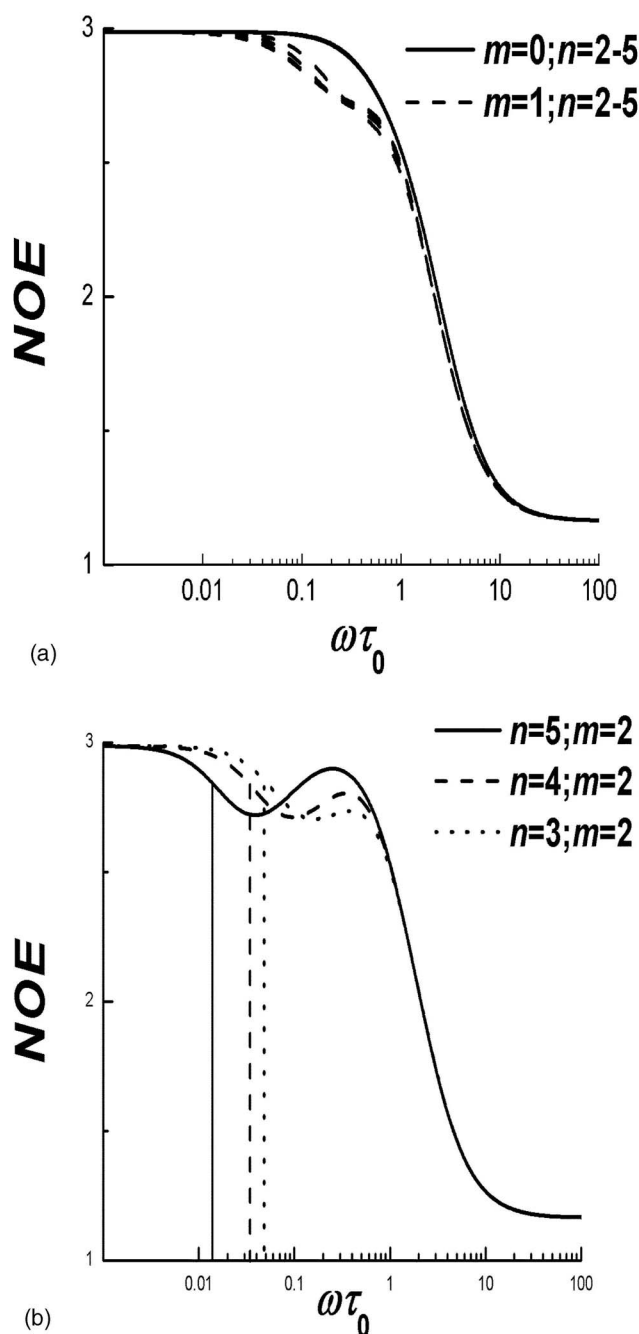 3
m=0;n=2-5
m=1;n=2-5
NOE
2
1
0.01 0.1 1 10 100
ωτ0
(a)
3
n=5;m=2
n=4;m=2
n=3;m=2
NOE
2
1
0.01 0.1 1 10 100
ωτ0
(b)